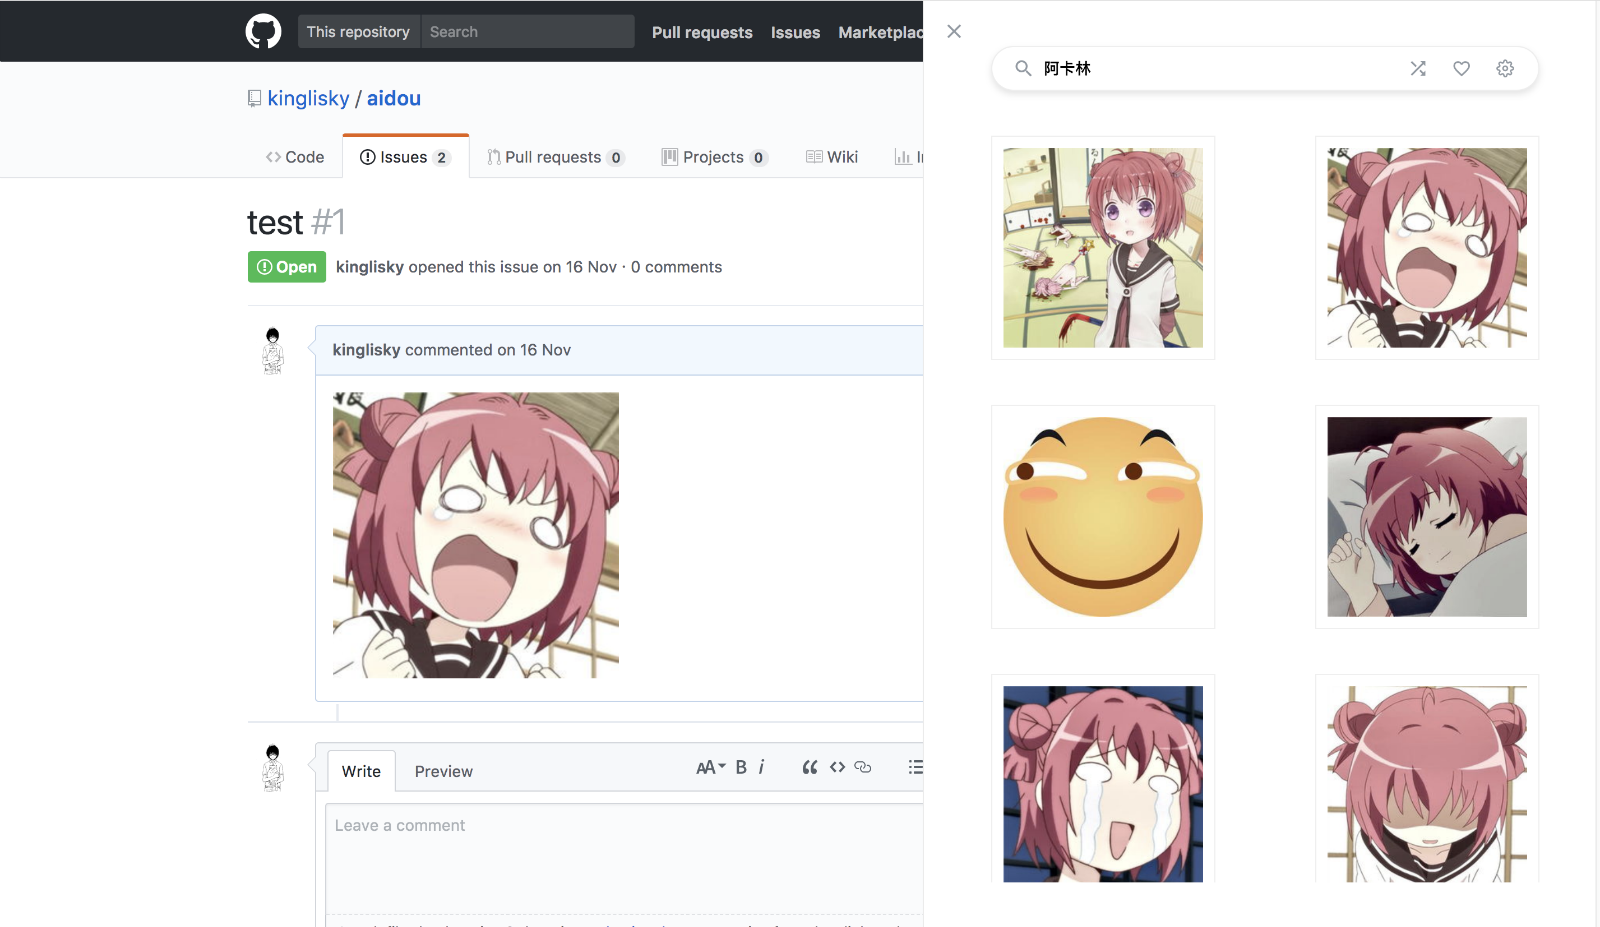 This repository
Search
Pull requests
Issues
Marketplac
阿卡林
kinglisky / aidou
Code
Issues 2
Pull requests 0
Projects 0
Wiki
test #1
Open
kinglisky opened this issue on 16 Nov · 0 comments
kinglisky commented on 16 Nov
Write
Preview
AA
B
i
Leave a comment